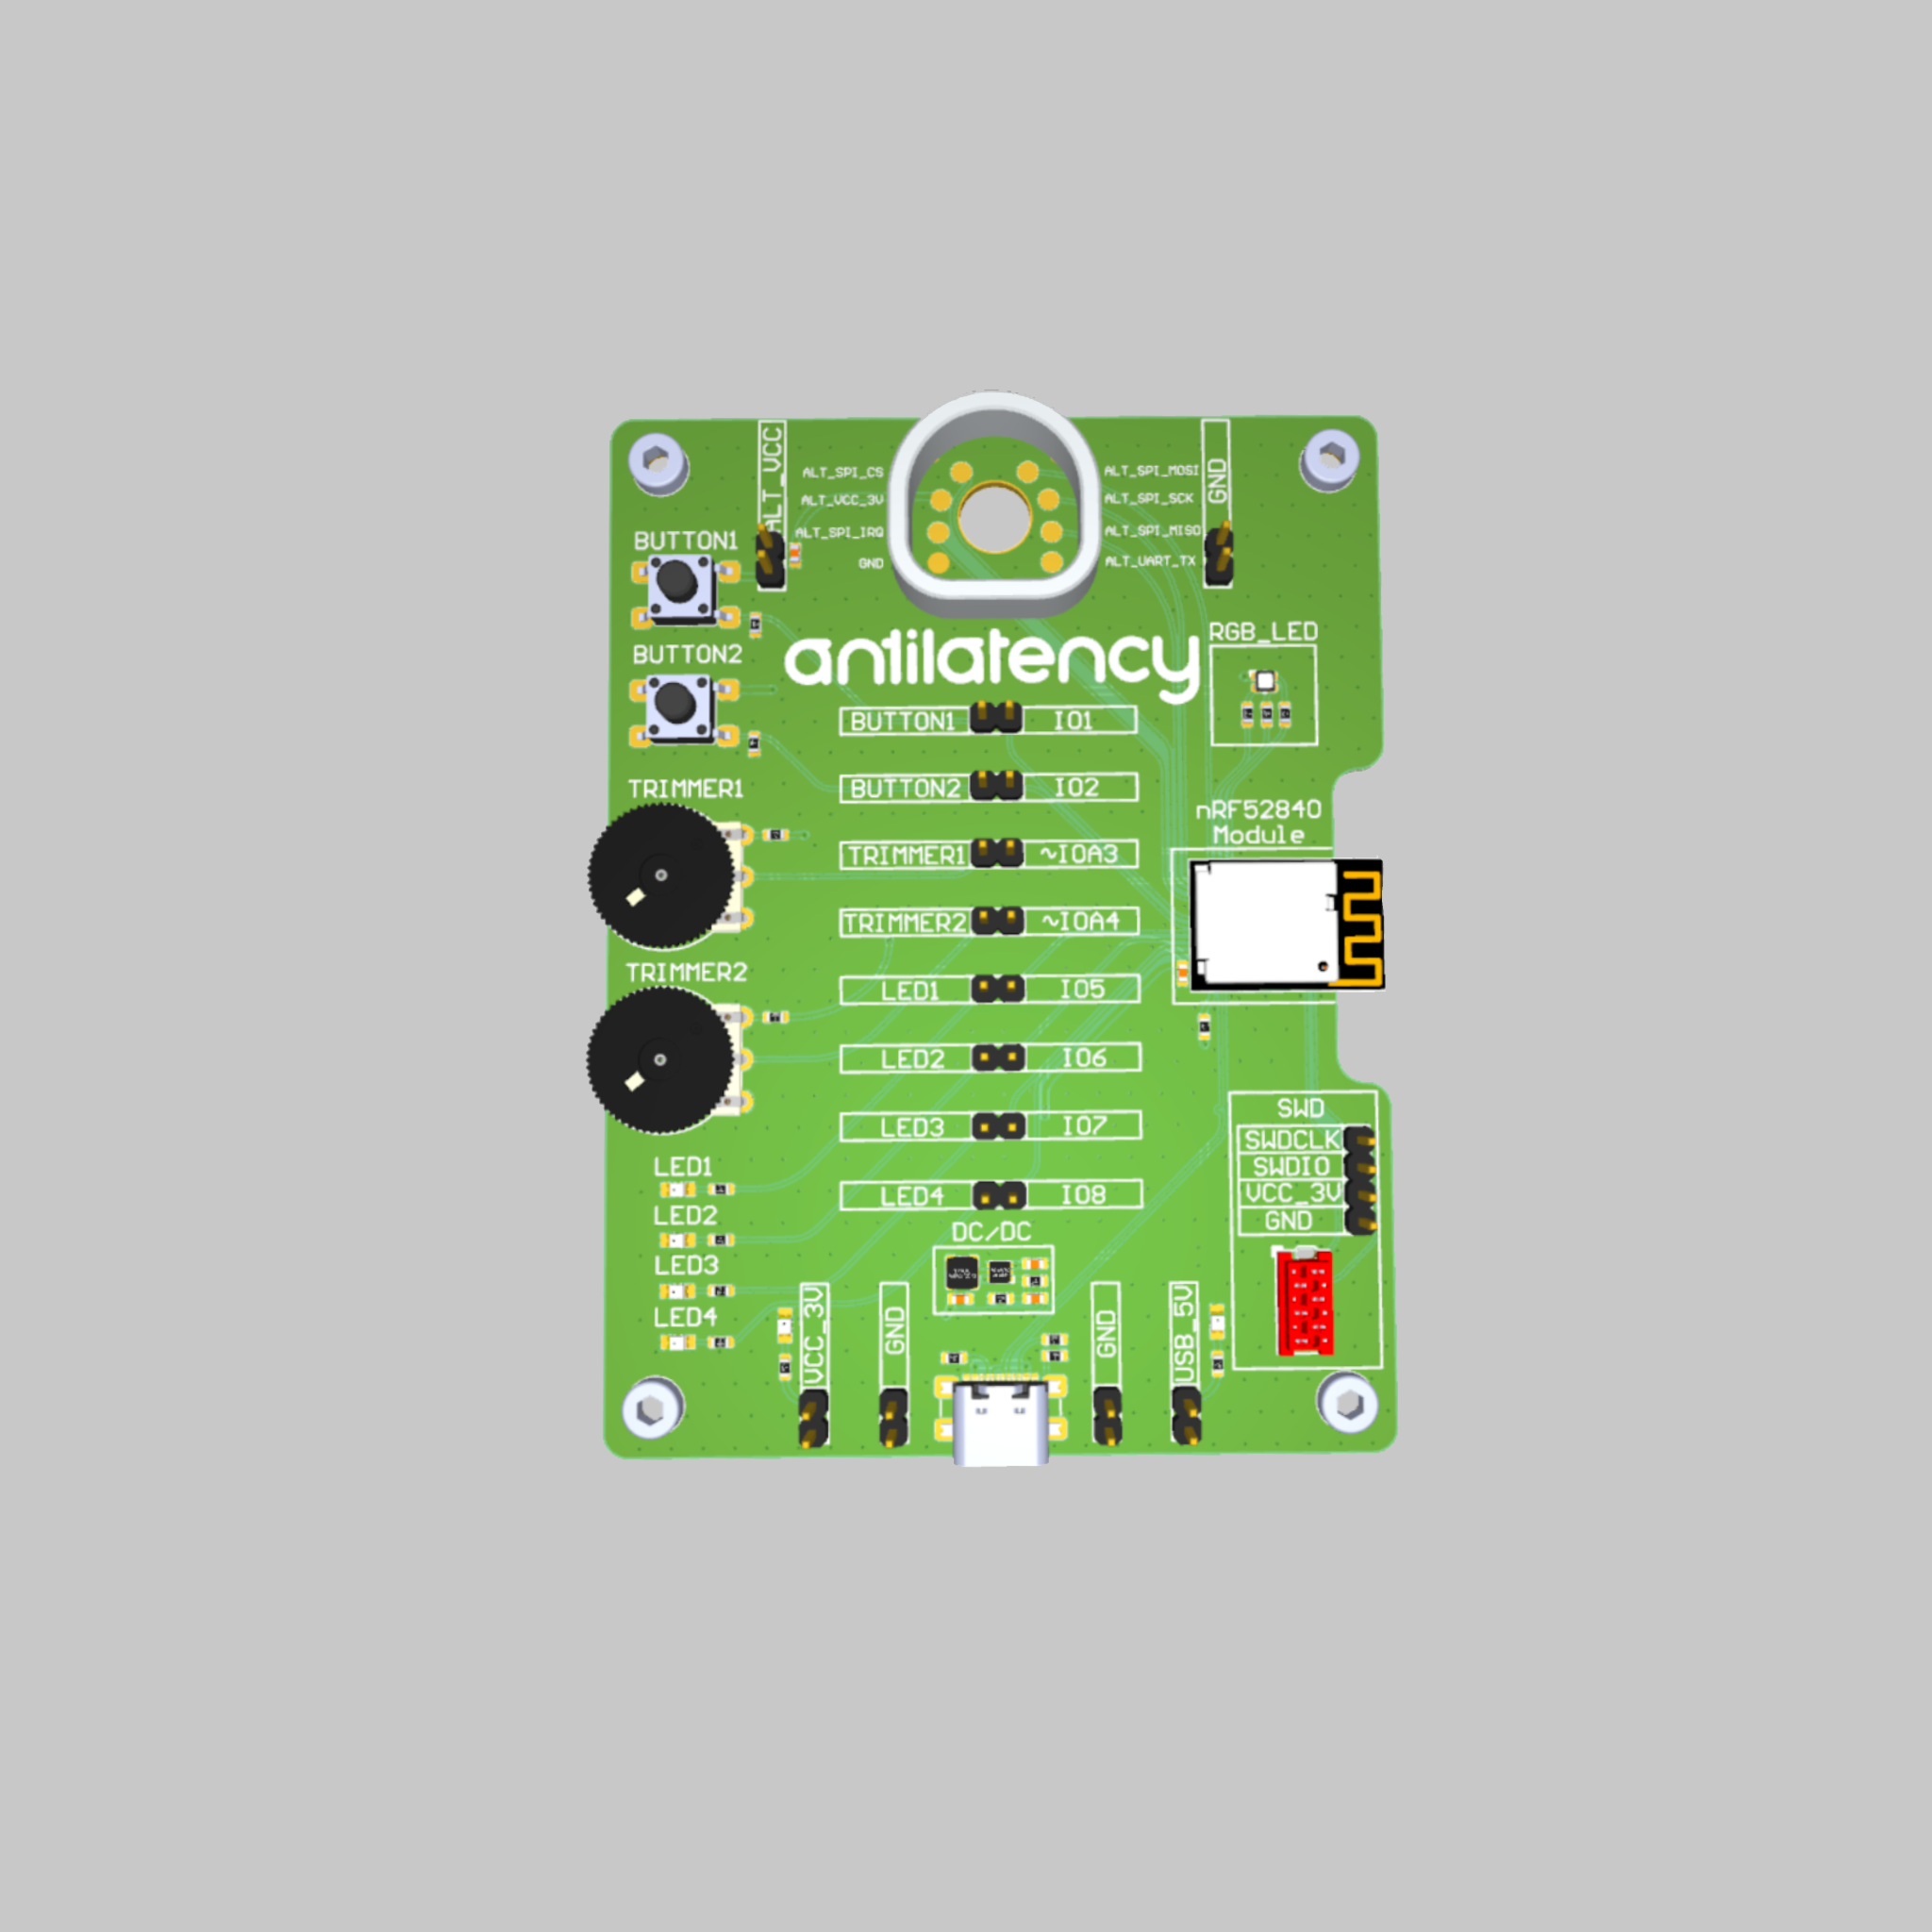 ALT_VCC
GND
ALT_SPI_CS
ALT_SPI_MOSI
ALT_VCC_3V
ALT_SPI_SCK
ALT_SPI_IRQ
ALT_SPI_MISO
GND
ALT_UART_TX
BUTTON1
BUTTON2
antilatency
RGB_LED
BUTTON1 IO1
BUTTON2 IO2
TRIMMER1
TRIMMER1 ~IOA3
TRIMMER2 ~IOA4
nRF52840
Module
TRIMMER2
LED1 IO5
LED2 IO6
LED3 IO7
LED4 IO8
LED1
LED2
LED3
LED4
SWD
SWDCLK
SWDIO
VCC_3V
GND
DC/DC
VCC_3V
GND
GND
USB_5V